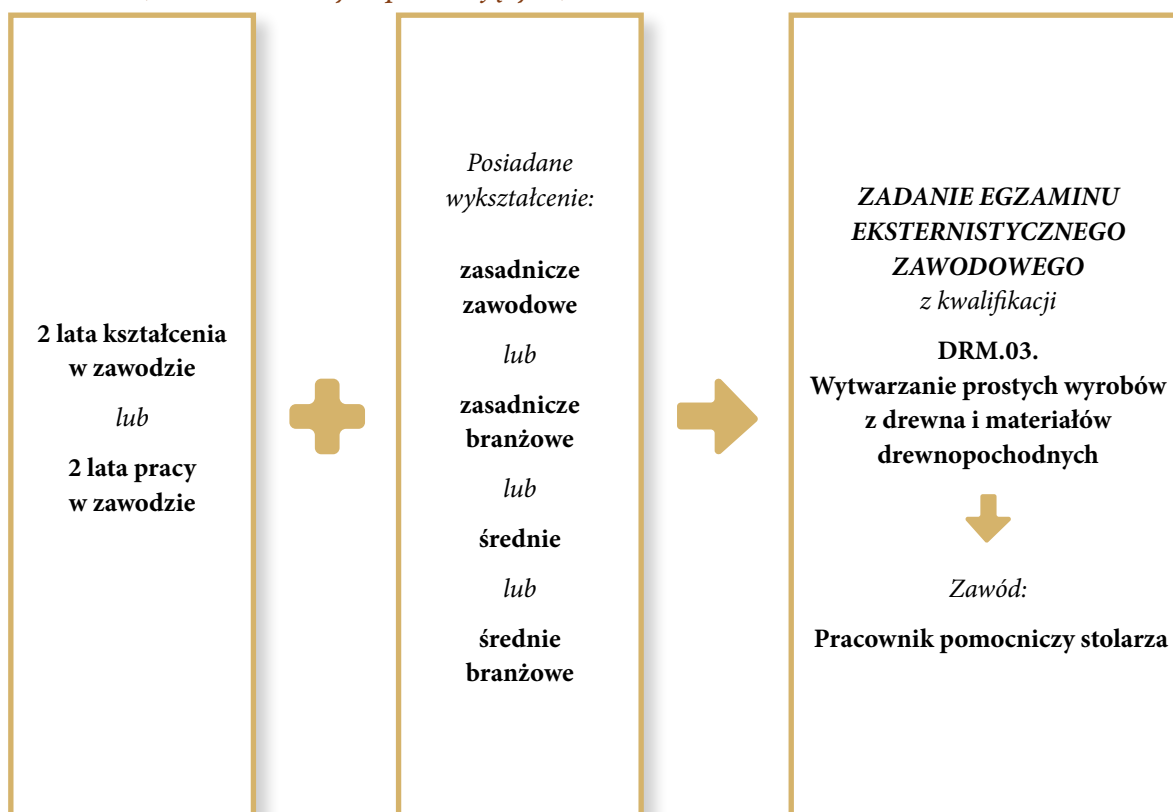 2 lata kształcenia
w zawodzie
lub
2 lata pracy
w zawodzie
Posiadane
wykształcenie:
zasadnicze
zawodowe
lub
zasadnicze
branżowe
lub
średnie
lub
średnie
branżowe
ZADANIE EGZAMINU
EKSTERNISTYCZNEGO
ZAWODOWEGO
z kwalifikacji
DRM.03.
Wytwarzanie prostych wyrobów
z drewna i materiałów
drewnopochodnych
Zawód:
Pracownik pomocniczy stolarza